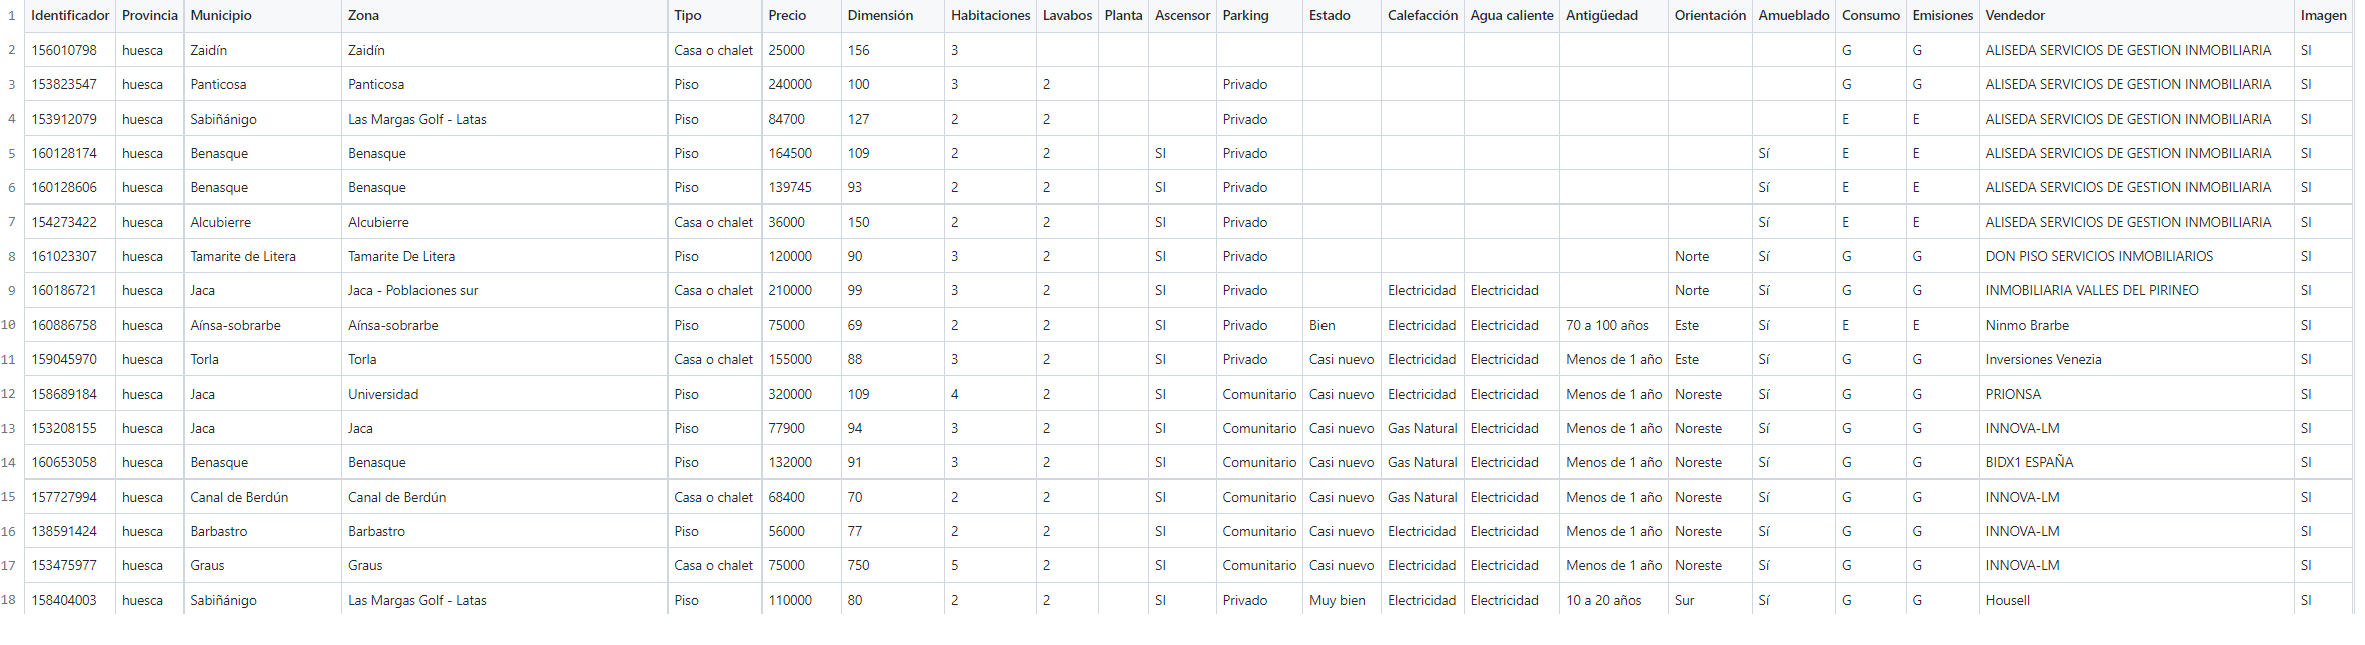 1 Identificador Provincia Municipio Zona Tipo Precio Dimensión Habitaciones Lavabos Planta Ascensor Parking Estado Calefacción Agua caliente Antigüedad Orientación Amueblado Consumo Emisiones Vendedor Imagen
2 156010798 huesca Zaidín Zaidín Casa o chalet 25000 156 3 G G ALISEDA SERVICIOS DE GESTION INMOBILIARIA SI
3 153823547 huesca Panticosa Panticosa Piso 240000 100 3 2 Privado G G ALISEDA SERVICIOS DE GESTION INMOBILIARIA SI
4 153912079 huesca Sabiñánigo Las Margas Golf - Latas Piso 84700 127 2 2 Privado E E ALISEDA SERVICIOS DE GESTION INMOBILIARIA SI
5 160128174 huesca Benasque Benasque Piso 164500 109 2 2 SI Privado Sí E E ALISEDA SERVICIOS DE GESTION INMOBILIARIA SI
6 160128606 huesca Benasque Benasque Piso 139745 93 2 2 SI Privado Sí E E ALISEDA SERVICIOS DE GESTION INMOBILIARIA SI
7 154273422 huesca Alcubierre Alcubierre Casa o chalet 36000 150 2 2 SI Privado Sí E E ALISEDA SERVICIOS DE GESTION INMOBILIARIA SI
8 161023307 huesca Tamarite de Litera Tamarite De Litera Piso 120000 90 3 2 SI Privado Norte Sí G G DON PISO SERVICIOS INMOBILIARIOS SI
9 160186721 huesca Jaca Jaca - Poblaciones sur Casa o chalet 210000 99 3 2 SI Privado Electricidad Electricidad Norte Sí G G INMOBILIARIA VALLES DEL PIRINEO SI
10 160886758 huesca Aínsa-sobrarbe Aínsa-sobrarbe Piso 75000 69 2 2 SI Privado Bien Electricidad Electricidad 70 a 100 años Este Sí E E Ninmo Brarbe SI
11 159045970 huesca Torla Torla Casa o chalet 155000 88 3 2 SI Privado Casi nuevo Electricidad Electricidad Menos de 1 año Este Sí G G Inversiones Venezia SI
12 158689184 huesca Jaca Universidad Piso 320000 109 4 2 SI Comunitario Casi nuevo Electricidad Electricidad Menos de 1 año Noreste Sí G G PRIONSA SI
13 153208155 huesca Jaca Jaca Piso 77900 94 3 2 SI Comunitario Casi nuevo Gas Natural Electricidad Menos de 1 año Noreste Sí G G INNOVA-LM SI
14 160653058 huesca Benasque Benasque Piso 132000 91 3 2 SI Comunitario Casi nuevo Gas Natural Electricidad Menos de 1 año Noreste Sí G G BIDX1 ESPAÑA SI
15 157727994 huesca Canal de Berdún Canal de Berdún Casa o chalet 68400 70 2 2 SI Comunitario Casi nuevo Gas Natural Electricidad Menos de 1 año Noreste Sí G G INNOVA-LM SI
16 138591424 huesca Barbastro Barbastro Piso 56000 77 2 2 SI Comunitario Casi nuevo Electricidad Electricidad Menos de 1 año Noreste Sí G G INNOVA-LM SI
17 153475977 huesca Graus Graus Casa o chalet 75000 750 5 2 SI Comunitario Casi nuevo Electricidad Electricidad Menos de 1 año Noreste Sí G G INNOVA-LM SI
18 158404003 huesca Sabiñánigo Las Margas Golf - Latas Piso 110000 80 2 2 SI Privado Muy bien Electricidad Electricidad 10 a 20 años Sur Sí G G Housell SI